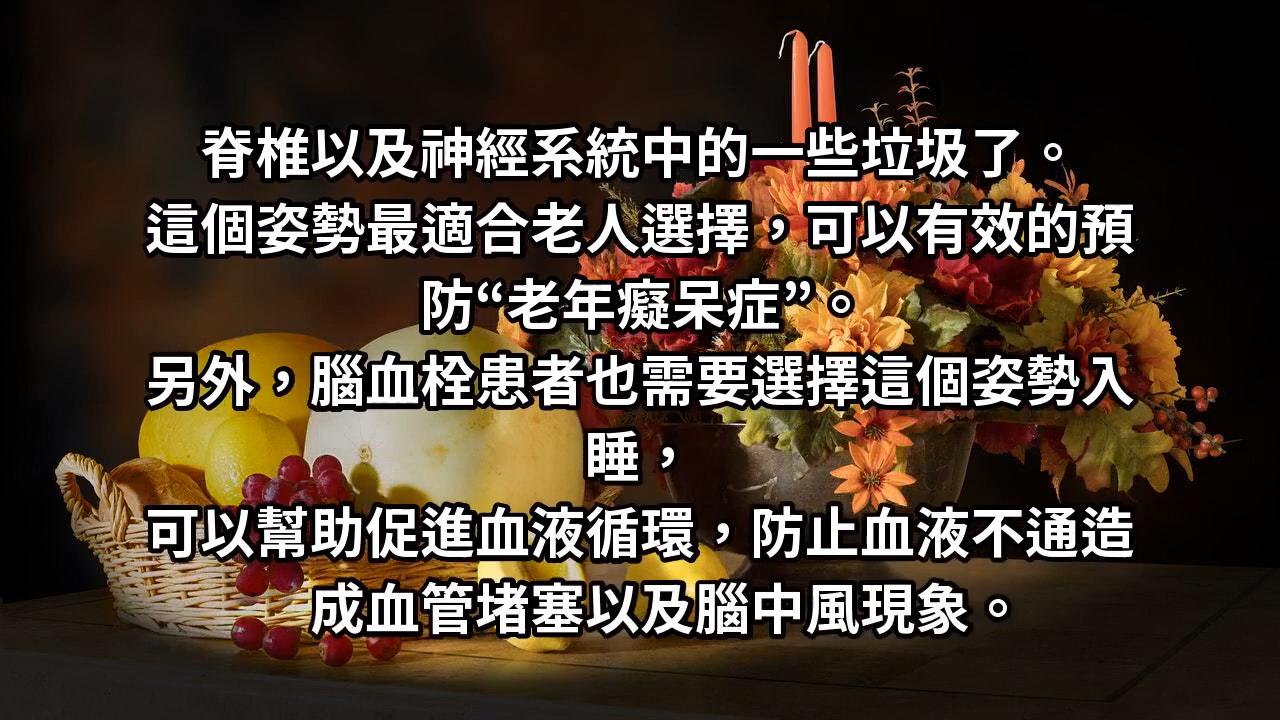 脊椎以及神經系統中的一些垃圾了。
這個姿勢最適合老人選擇，可以有效的預
防“老年癡呆症”。
另外，腦血栓患者也需要選擇這個姿勢入
睡，
可以幫助促進血液循環，防止血液不通造
成血管堵塞以及腦中風現象。